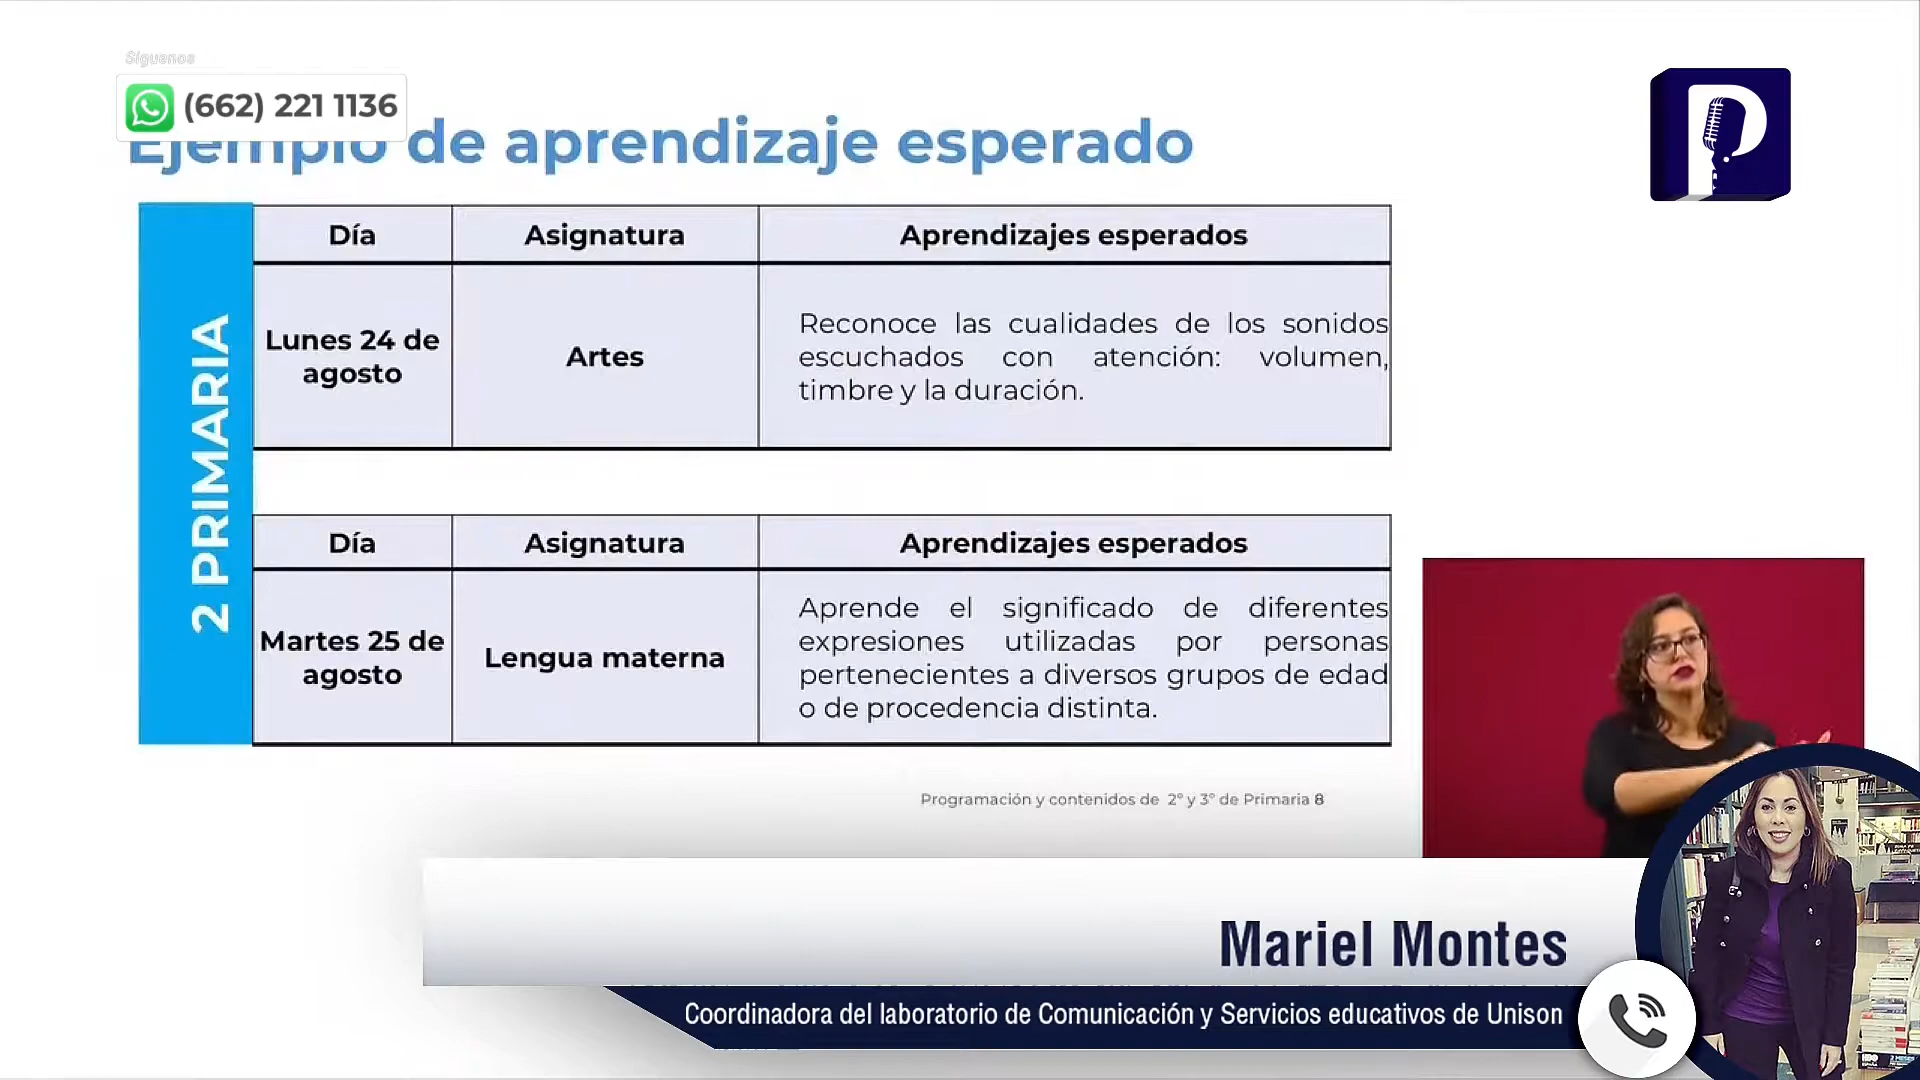 Síguenos
(662) 221 1136
Ejemplo de aprendizaje esperado
2 PRIMARIA
Día Asignatura Aprendizajes esperados
Lunes 24 de
agosto
Artes
Reconoce las cualidades de los sonidos
escuchados con atención: volumen,
timbre y la duración.
Día Asignatura Aprendizajes esperados
Martes 25 de
agosto
Lengua materna
Aprende el significado de diferentes
expresiones utilizadas por personas
pertenecientes a diversos grupos de edad
o de procedencia distinta.
Programación y contenidos de 2° y 3° de Primaria 8
Mariel Montes
Coordinadora del laboratorio de Comunicación y Servicios educativos de Unison